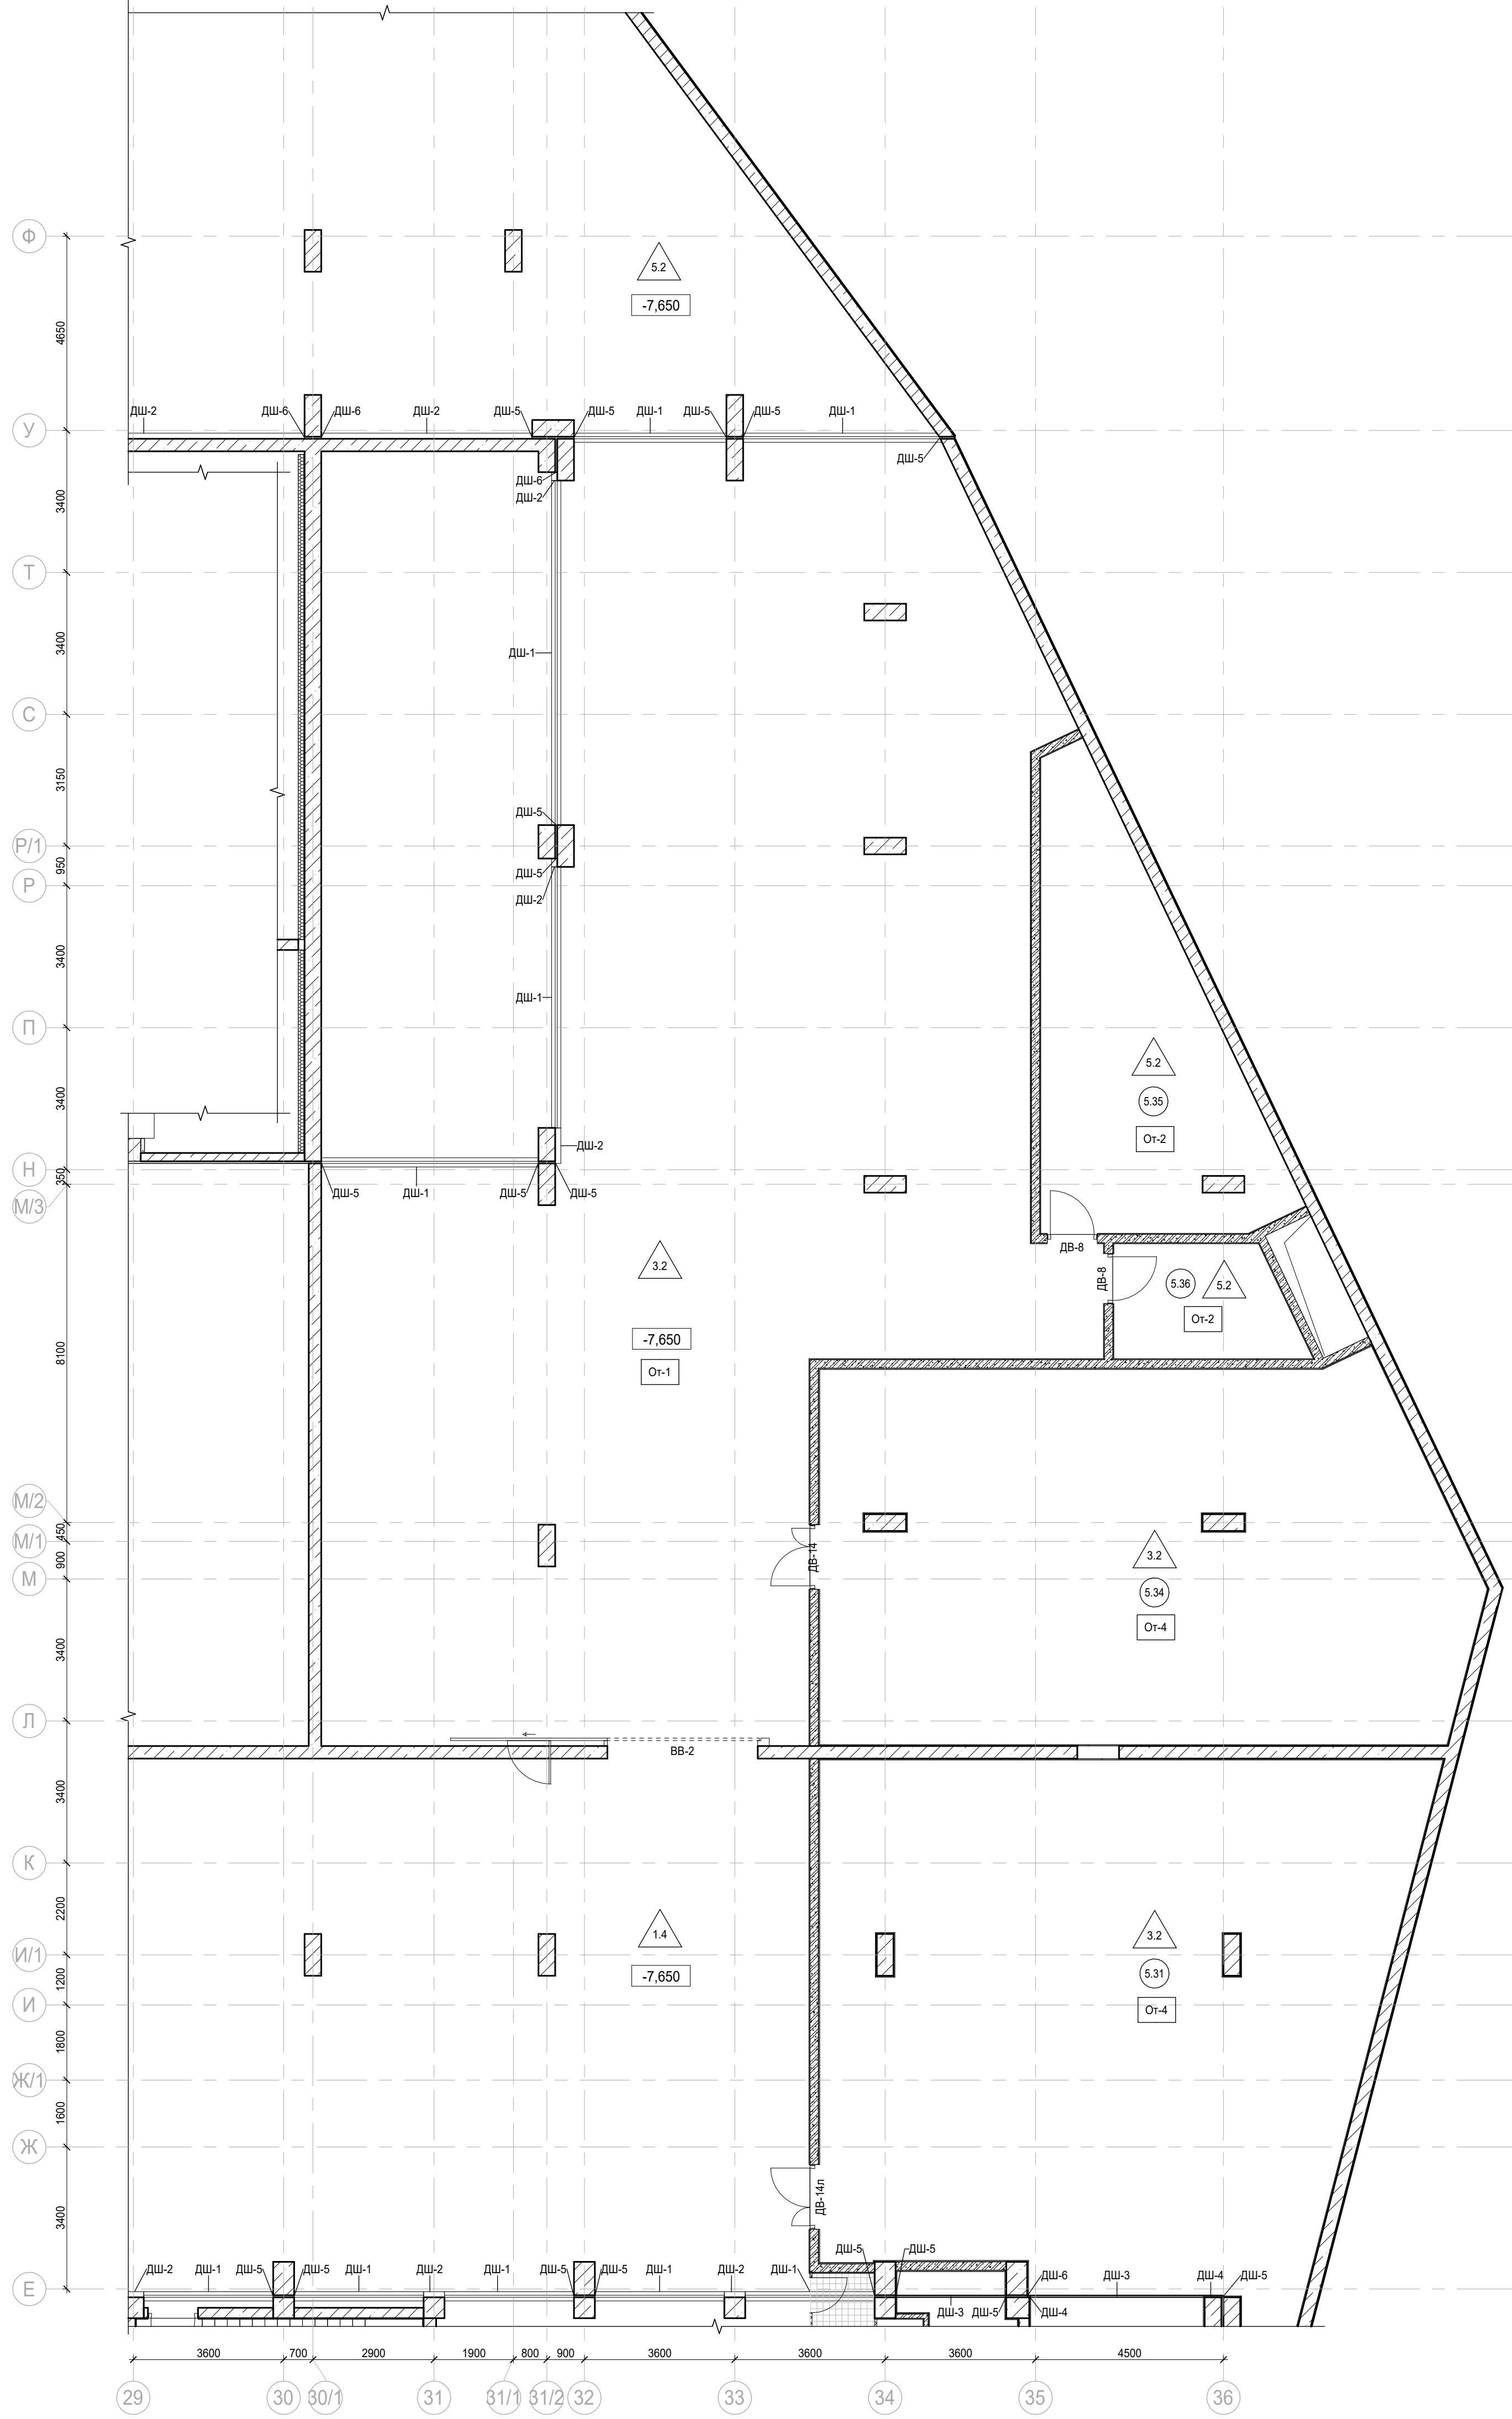 Ф
5.2
-7,650
4650
ДШ-2 ДШ-6 ДШ-6 ДШ-2 ДШ-5 ДШ-5 ДШ-1 ДШ-5 ДШ-5 ДШ-1
У
ДШ-5
ДШ-6
ДШ-2
3400
Т
3400
ДШ-1
С
3150
ДШ-5
Р/1
950
ДШ-5
Р
ДШ-2
3400
ДШ-1
П
5.2
5.35
3400
От-2
ДШ-2
Н
350
ДШ-5 ДШ-1 ДШ-5 ДШ-5
М/3
3.2
ДВ-8
ДВ-8
5.36 5.2
От-2
-7,650
8100
От-1
М/2
450
М/1
900
ДВ-14
3.2
М
5.34
От-4
3400
Л
ВВ-2
3400
К
2200
1.4
3.2
И/1
-7,650
5.31
1200
И
От-4
1800
Ж/1
1600
Ж
ДВ-14л
3400
ДШ-5 ДШ-5
ДШ-2 ДШ-1 ДШ-5 ДШ-5 ДШ-1 ДШ-2 ДШ-1 ДШ-5 ДШ-5 ДШ-1 ДШ-2 ДШ-1 ДШ-6 ДШ-3 ДШ-4 ДШ-5
Е
ДШ-3 ДШ-5 ДШ-4
3600 700 2900 1900 800 900 3600 3600 3600 4500
29 30 30/1 31 31/1 31/2 32 33 34 35 36